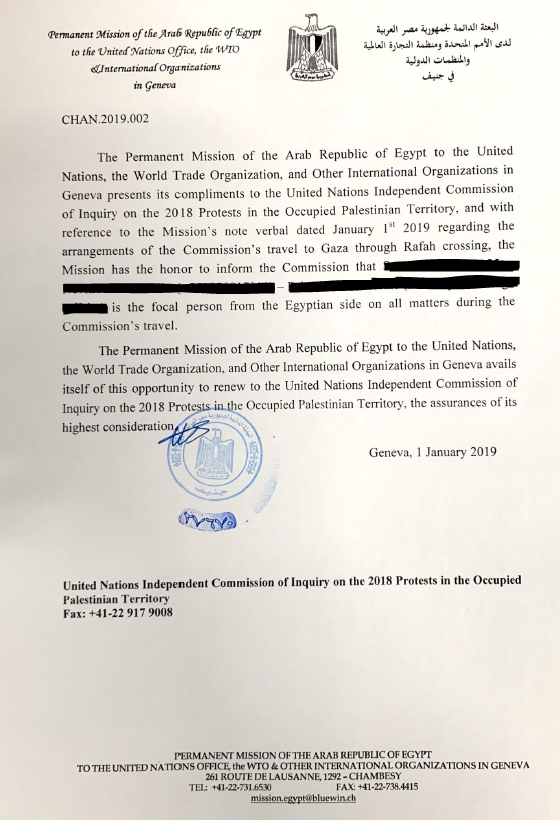 Permanent Mission of the Arab Republic of Egypt
to the United Nations Office, the WTO
&International Organizations
in Geneva
البعثة الدائمة لجمهورية مصر العربية
لدى الأمم المتحدة ومنظمة التجارة العالمية
والمنظمات الدولية
في جنيف
CHAN.2019.002
The Permanent Mission of the Arab Republic of Egypt to the United
Nations, the World Trade Organization, and Other International Organizations in
Geneva presents its compliments to the United Nations Independent Commission
of Inquiry on the 2018 Protests in the Occupied Palestinian Territory, and with
reference to the Mission's note verbal dated January 1st 2019 regarding the
arrangements of the Commission's travel to Gaza through Rafah crossing, the
Mission has the honor to inform the Commission that
–
is the focal person from the Egyptian side on all matters during the
Commission's travel.
The Permanent Mission of the Arab Republic of Egypt to the United Nations,
the World Trade Organization, and Other International Organizations in Geneva avails
itself of this opportunity to renew to the United Nations Independent Commission of
Inquiry on the 2018 Protests in the Occupied Palestinian Territory, the assurances of its
highest consideration
Geneva, 1 January 2019
جنيف
United Nations Independent Commission of Inquiry on the 2018 Protests in the Occupied
Palestinian Territory
Fax: +41-22 917 9008
PERMANENT MISSION OF THE ARAB REPUBLIC OF EGYPT
TO THE UNITED NATIONS OFFICE, the WTO & OTHER INTERNATIONAL ORGANIZATIONS IN GENEVA
261 ROUTE DE LAUSANNE, 1292 – CHAMBESY
TEL: +41-22-731.6530 FAX: +41-22-738.4415
mission.egypt@bluewin.ch